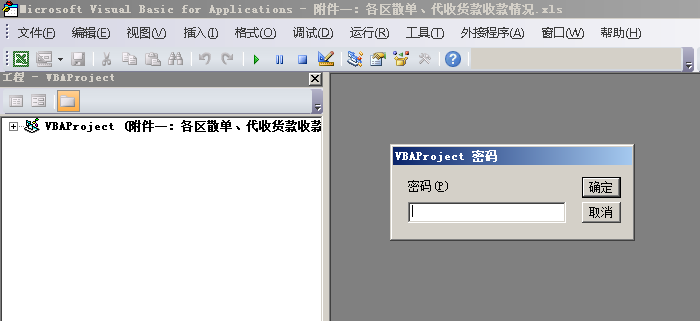 Microsoft Visual Basic for Applications - 附件一：各区散单、代收货款收款情况.xls
文件(F) 编辑(E) 视图(V) 插入(I) 格式(O) 调试(D) 运行(R) 工具(T) 外接程序(A) 窗口(W) 帮助(H)
工程 - VBAProject
VBAProject (附件一：各区散单、代收货款收款
VBAProject 密码
密码(P)
确定
取消